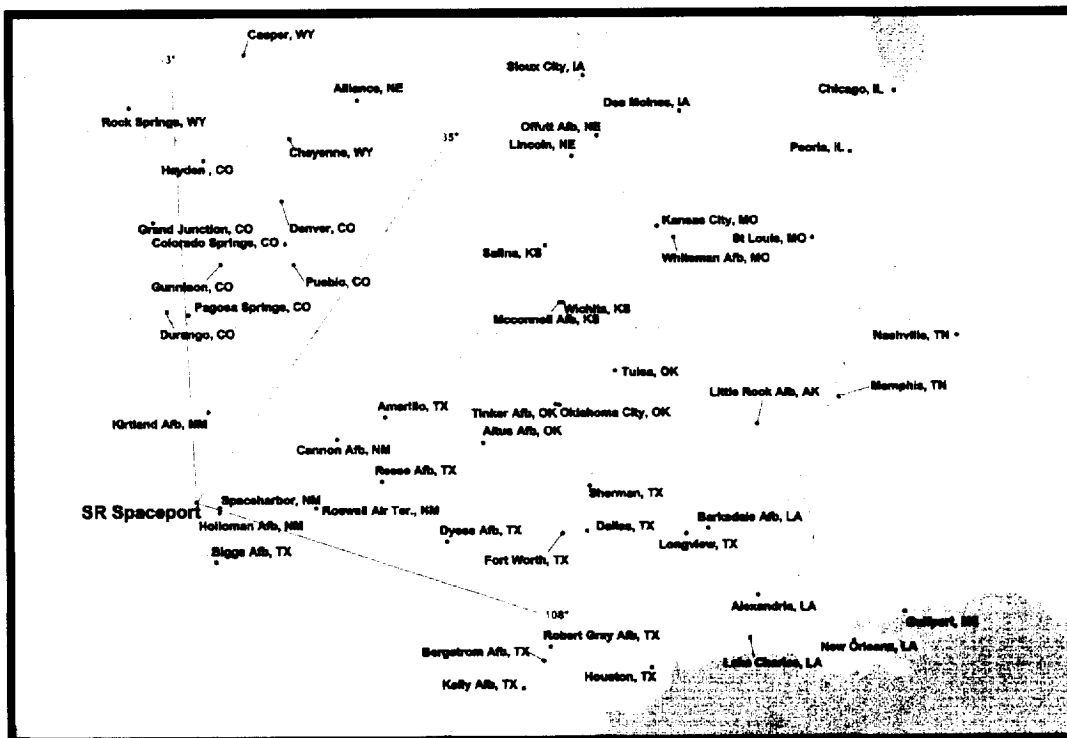 Casper, WY
3°
Sioux City, IA
Chicago, IL
Alliance, NE
Des Moines, IA
Rock Springs, WY
Offutt Afb, NE
35°
Lincoln, NE
Cheyenne, WY
Peoria, IL
Hayden , CO
Grand Junction, CO
Denver, CO
Kansas City, MO
Colorado Springs, CO
St Louis, MO
Salina, KS
Whiteman Afb, MO
Gunnison, CO
Pueblo, CO
Pagosa Springs, CO
Wichita, KS
Mcconnell Afb, KS
Durango, CO
Nashville, TN
Tulsa, OK
Little Rock Afb, AK
Memphis, TN
Amarillo, TX
Tinker Afb, OK
Oklahoma City, OK
Kirtland Afb, NM
Altus Afb, OK
Cannon Afb, NM
Reese Afb, TX
Sherman, TX
Spaceharbor, NM
SR Spaceport
Roswell Air Ter., NM
Barksdale Afb, LA
Holloman Afb, NM
Dyess Afb, TX
Dallas, TX
Longview, TX
Biggs Afb, TX
Fort Worth, TX
Alexandria, LA
108°
Gulfport, MS
Robert Gray Afb, TX
New Orleans, LA
Bergstrom Afb, TX
Lake Charles, LA
Houston, TX
Kelly Afb, TX